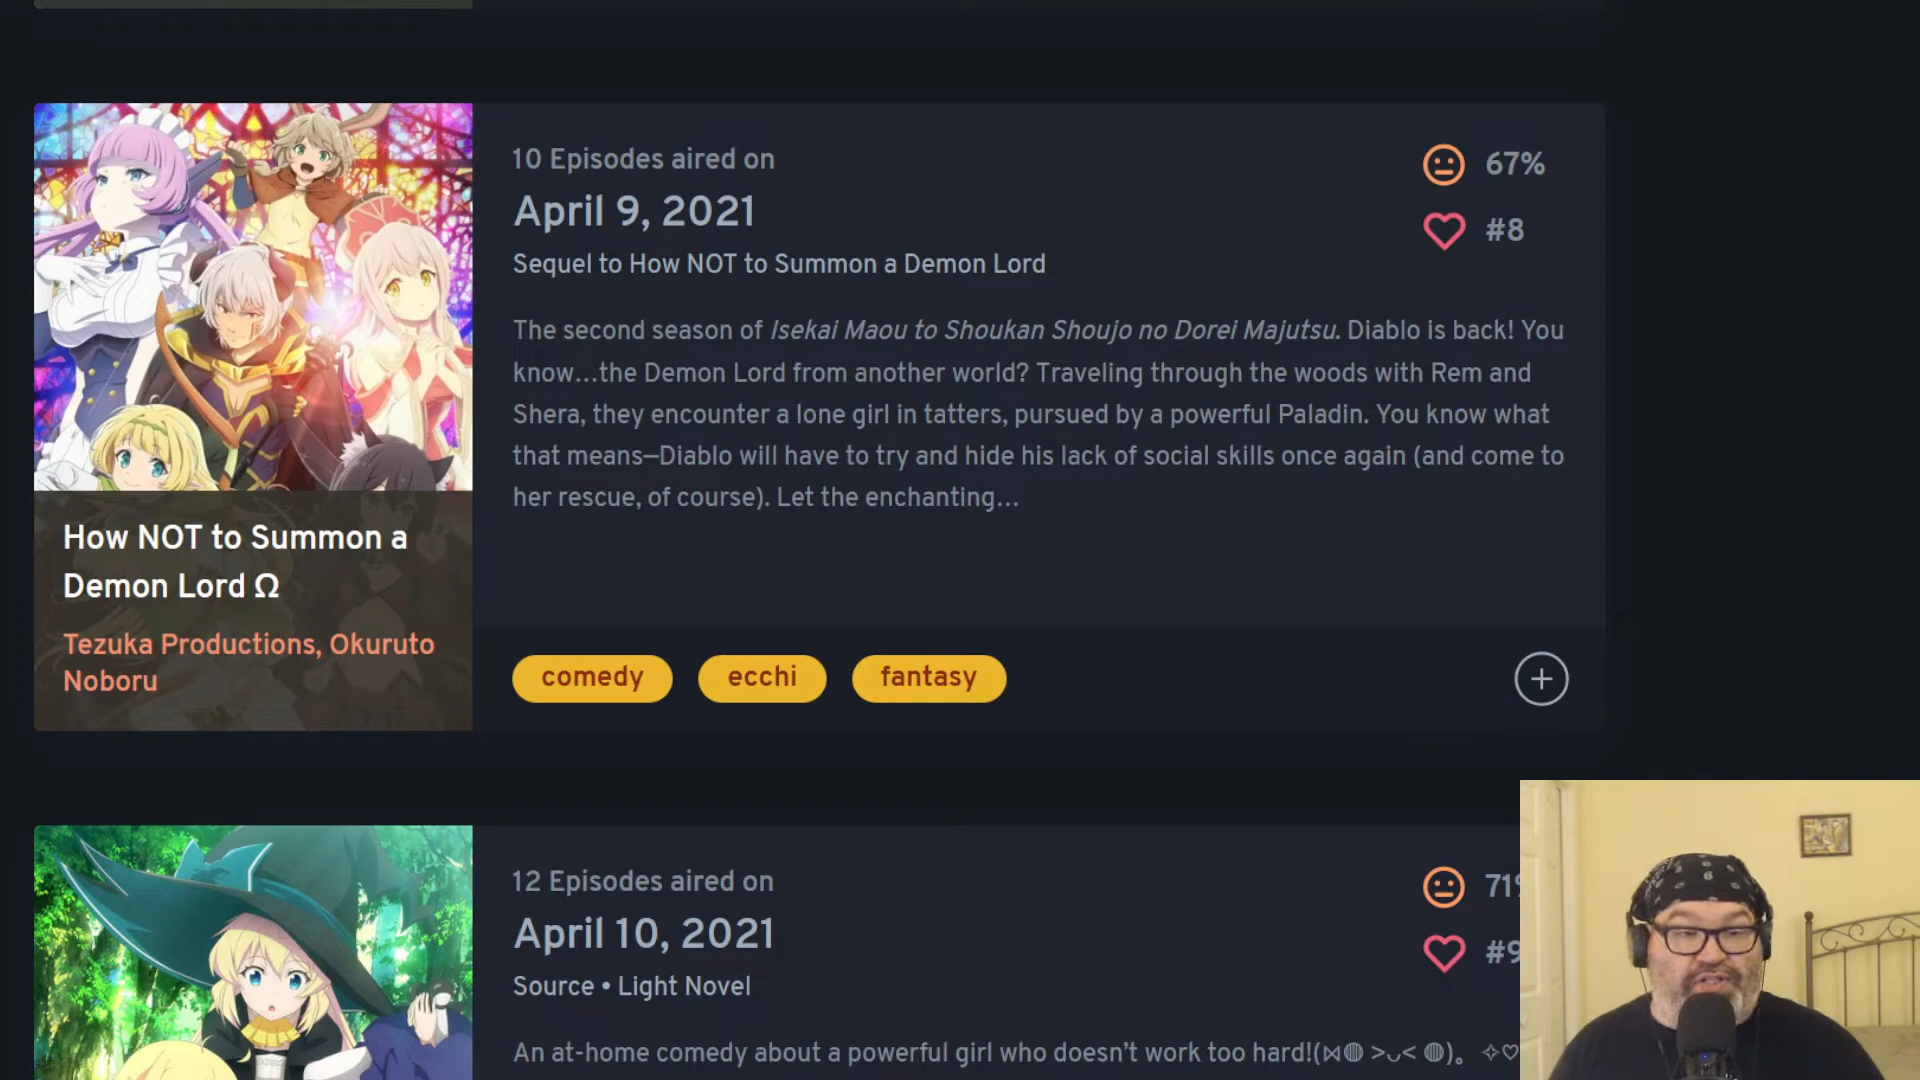 10 Episodes aired on
April 9, 2021
Sequel to How NOT to Summon a Demon Lord
67%
#8
The second season of Isekai Maou to Shoukan Shoujo no Dorei Majutsu. Diablo is back! You
know...the Demon Lord from another world? Traveling through the woods with Rem and
Shera, they encounter a lone girl in tatters, pursued by a powerful Paladin. You know what
that means—Diablo will have to try and hide his lack of social skills once again (and come to
her rescue, of course). Let the enchanting...
How NOT to Summon a
Demon Lord Ω
Tezuka Productions, Okuruto
Noboru
comedy
ecchi
fantasy
12 Episodes aired on
April 10, 2021
Source • Light Novel
71
#9
An at-home comedy about a powerful girl who doesn't work too hard!(⋈◍＞◡＜◍)。✧♡